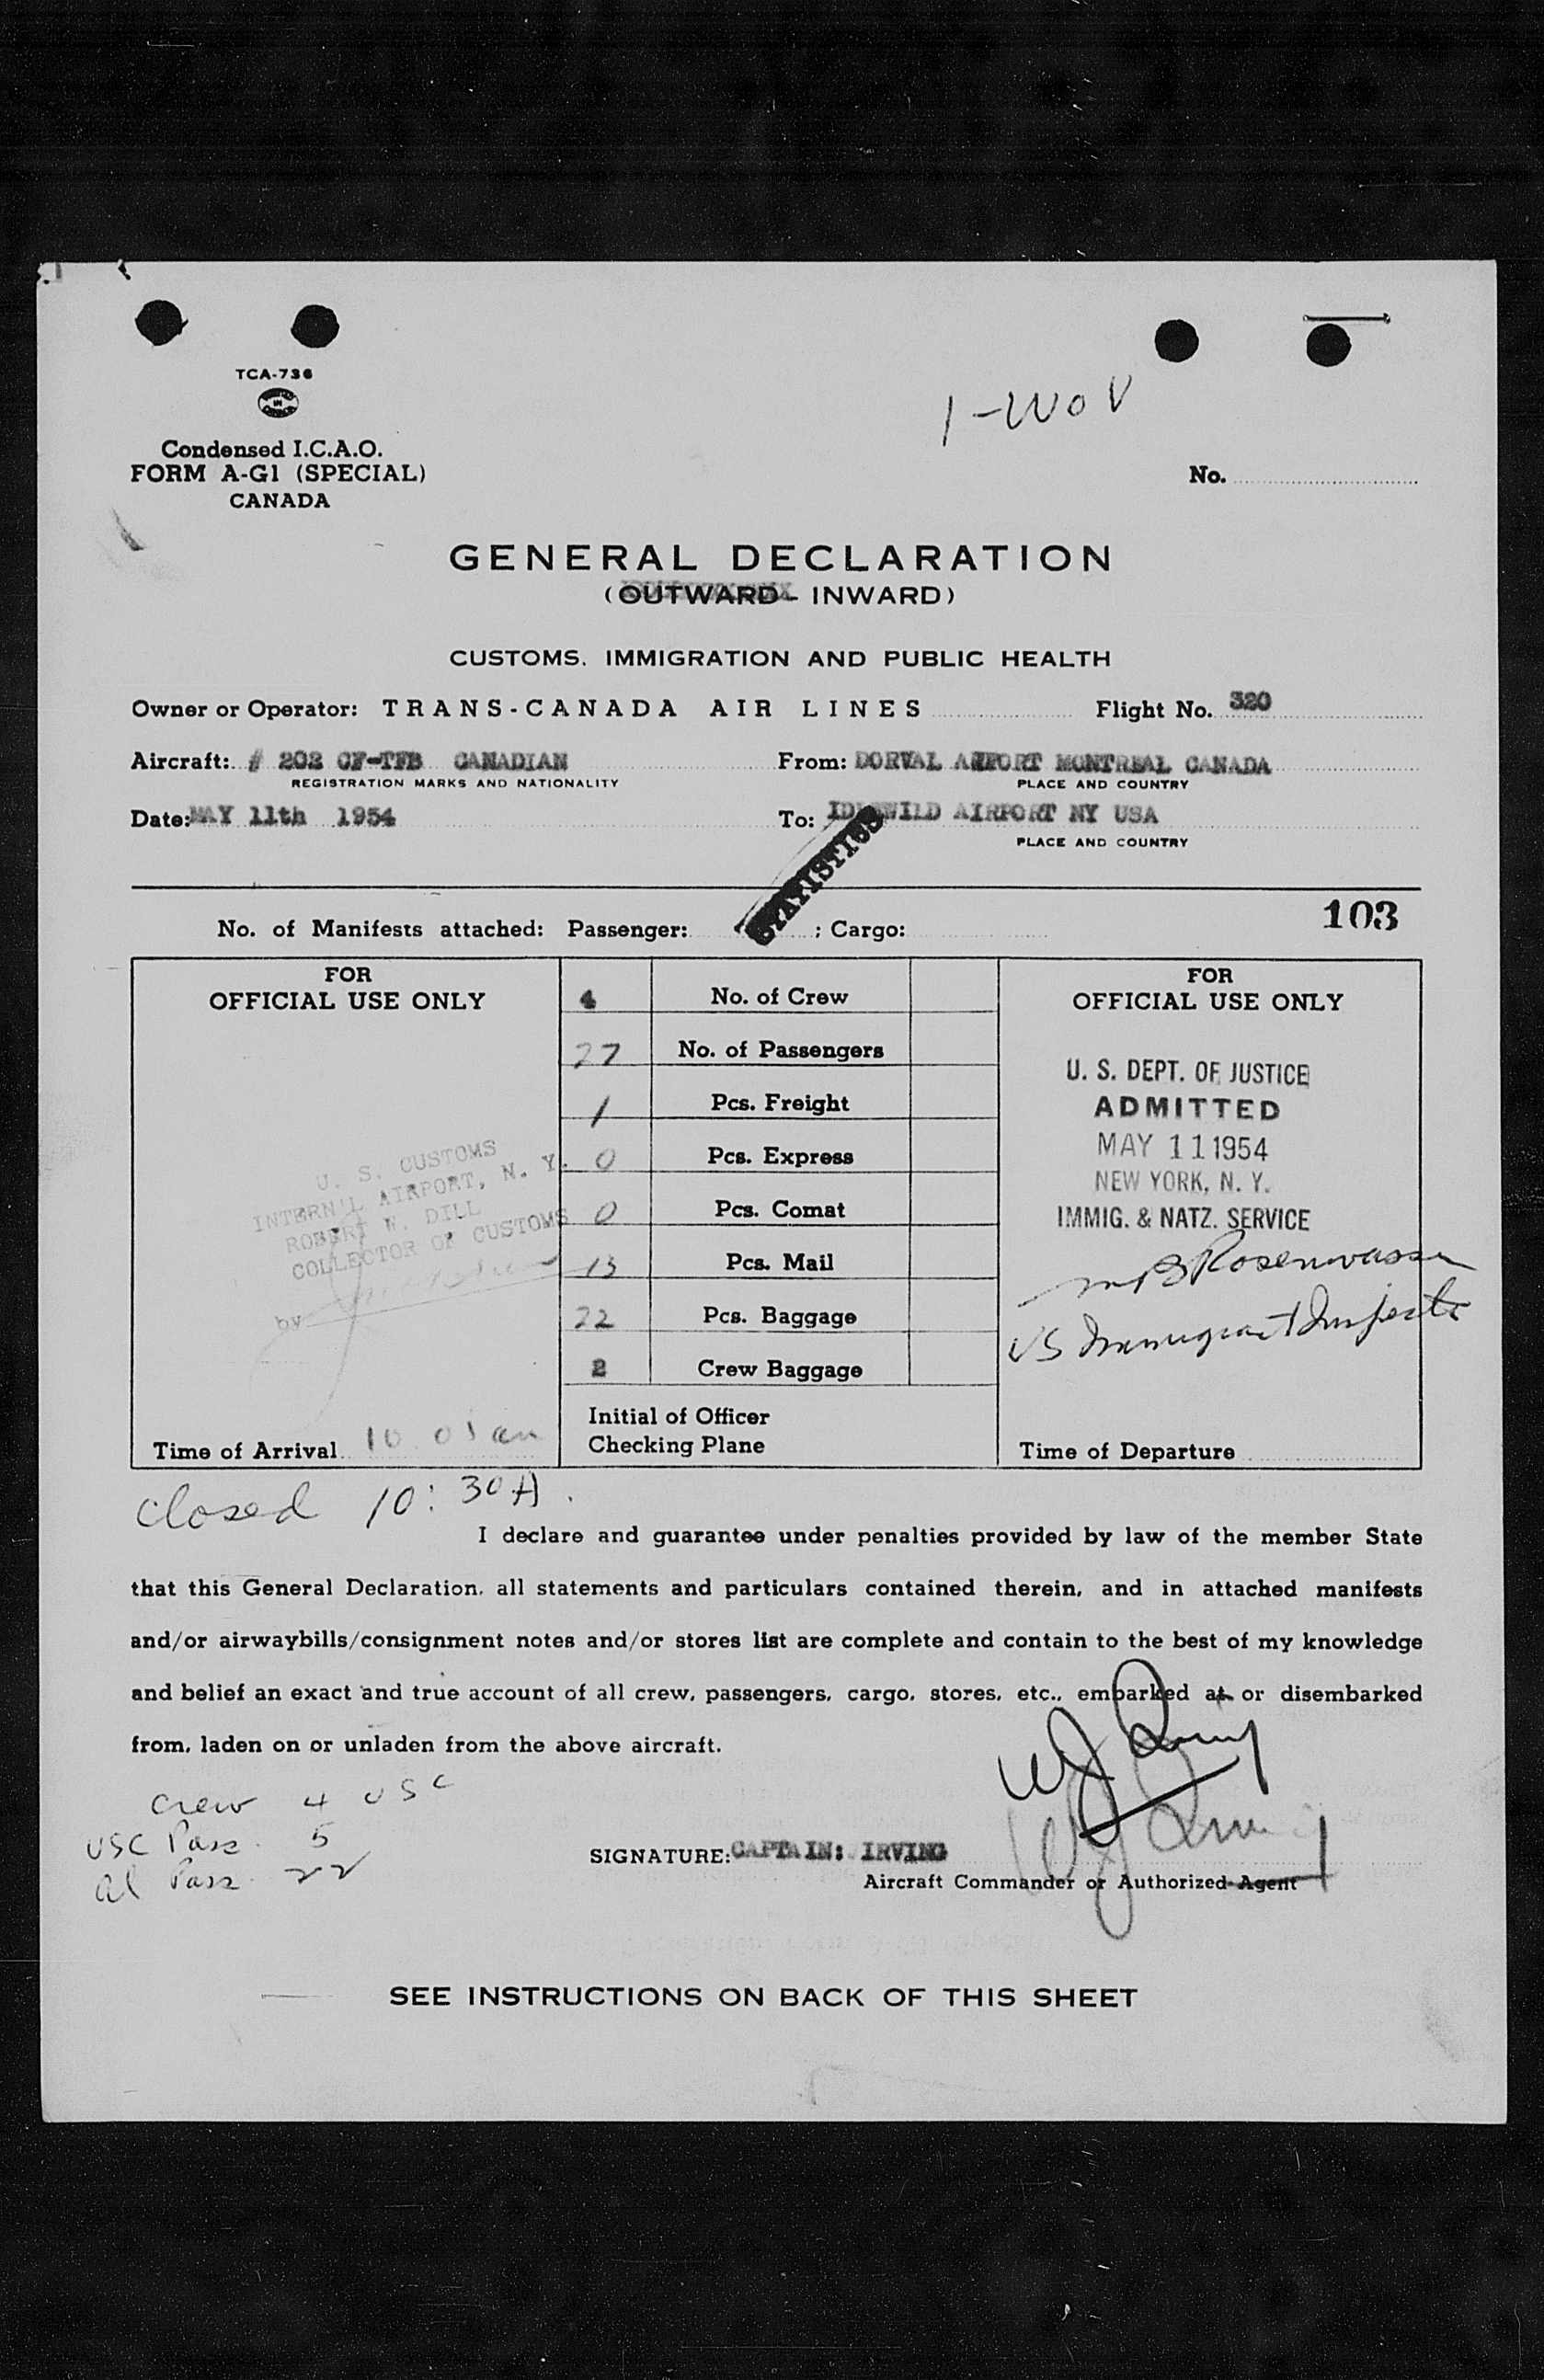 TCA-736
1-WOV
Condensed I.C.A.O.
FORM A-G1 (SPECIAL)
CANADA
No.
GENERAL DECLARATION
(OUTWARD - INWARD)
CUSTOMS, IMMIGRATION AND PUBLIC HEALTH
Owner or Operator: TRANS-CANADA AIR LINES Flight No. 320
Aircraft: # 202 CF-TFB CANADIAN From: DORVAL AIRPORT MONTREAL CANADA
REGISTRATION MARKS AND NATIONALITY PLACE AND COUNTRY
Date: MAY 11th 1954 To: IDLEWILD AIRPORT NY USA
PLACE AND COUNTRY
STATISTICS
103
No. of Manifests attached: Passenger: ; Cargo:
FOR
OFFICIAL USE ONLY
U. S. CUSTOMS
INTERN'L AIRPORT, N. Y.
ROBERT W. DILL
COLLECTOR OF CUSTOMS
by
Time of Arrival 10 01 am
4 No. of Crew
27 No. of Passengers
1 Pcs. Freight
0 Pcs. Express
0 Pcs. Comat
13 Pcs. Mail
22 Pcs. Baggage
2 Crew Baggage
Initial of Officer
Checking Plane
FOR
OFFICIAL USE ONLY
U. S. DEPT. OF JUSTICE
ADMITTED
MAY 11 1954
NEW YORK, N. Y.
IMMIG. & NATZ. SERVICE
MB Rosenwasser
US Immigrant Inspector
Time of Departure
Closed 10:30 A.
I declare and guarantee under penalties provided by law of the member State
that this General Declaration, all statements and particulars contained therein, and in attached manifests
and/or airwaybills/consignment notes and/or stores list are complete and contain to the best of my knowledge
and belief an exact and true account of all crew, passengers, cargo, stores, etc., embarked at or disembarked
from, laden on or unladen from the above aircraft.
Crew 4 USC
USC Pass. 5
Al Pass. 22
WJ Irving
WJ Irving
SIGNATURE: CAPTAIN: IRVING
Aircraft Commander or Authorized Agent
SEE INSTRUCTIONS ON BACK OF THIS SHEET